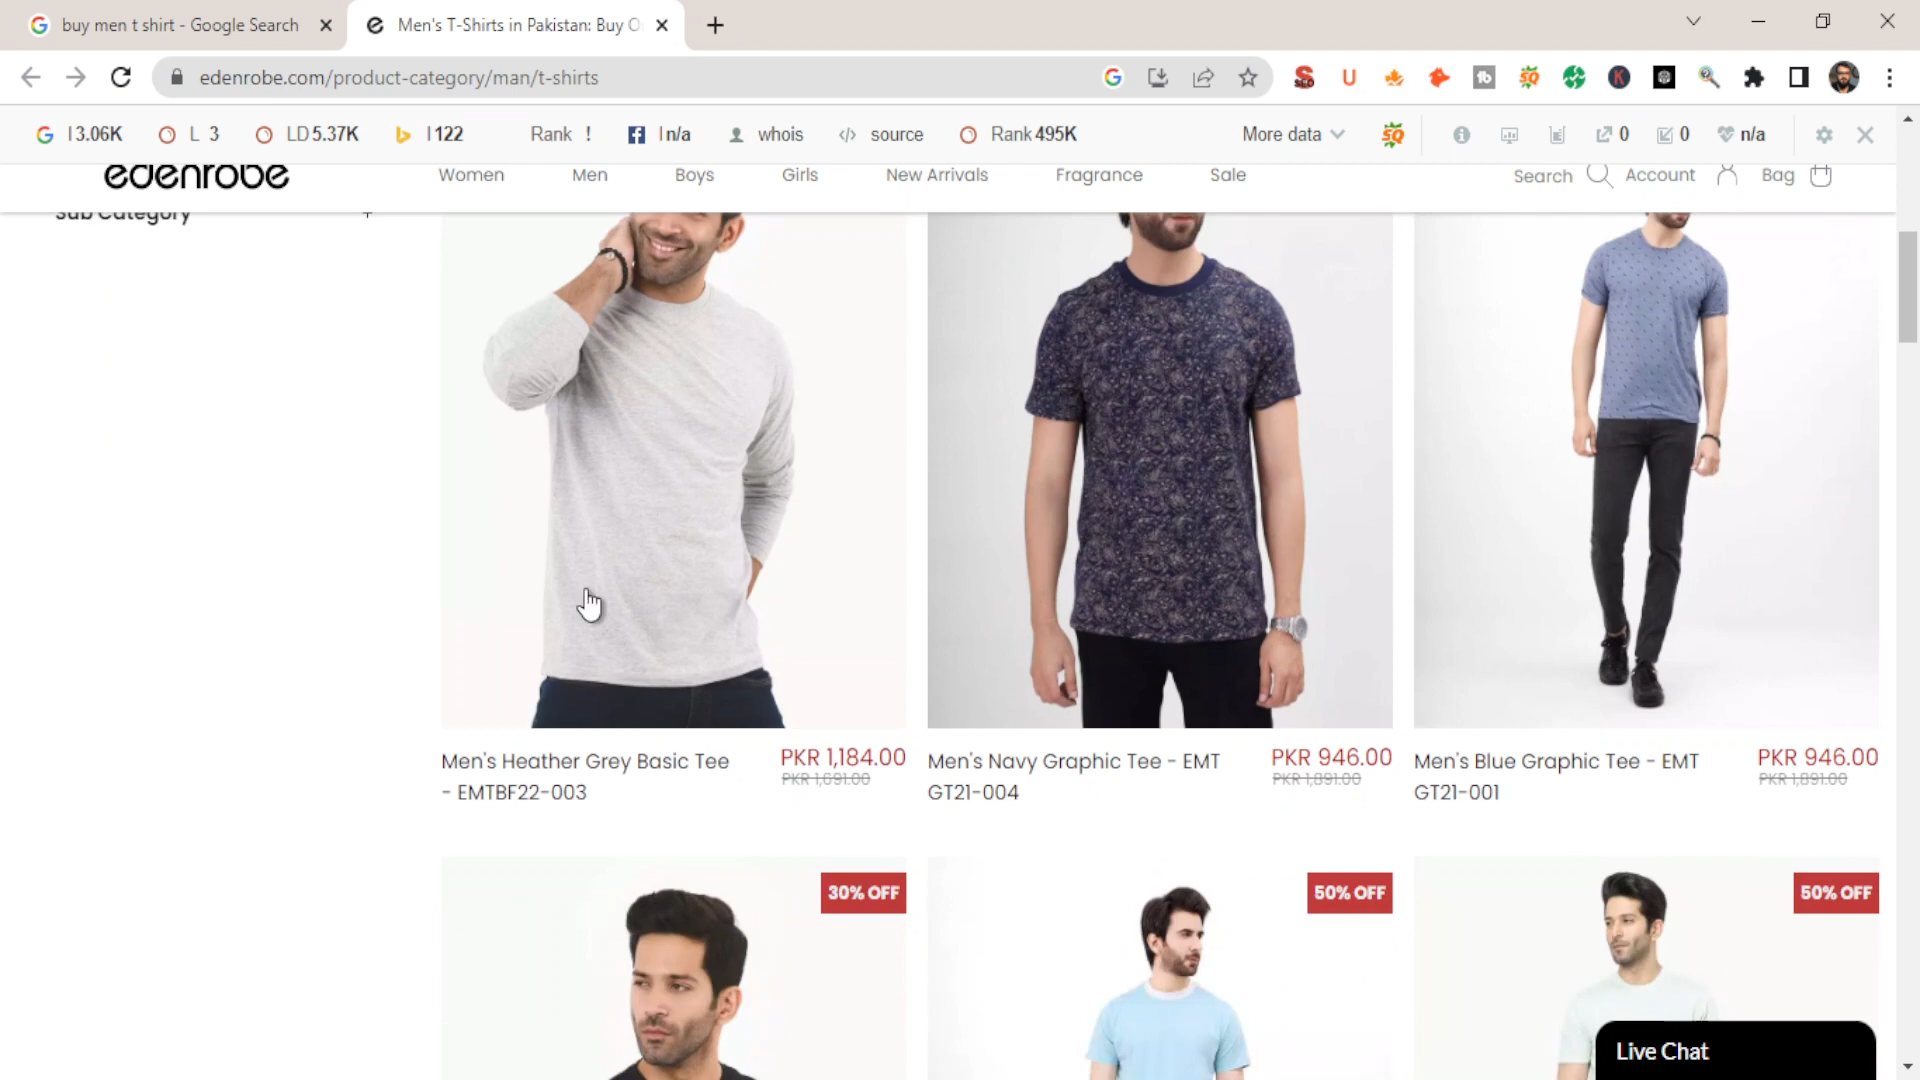 buy men t shirt - Google Search
Men's T-Shirts in Pakistan: Buy O
edenrobe.com/product-category/man/t-shirts
I 3.06K L 3 LD 5.37K I 122 Rank ! I n/a whois source Rank 495K More data SQ 0 0 n/a
edenrobe Women Men Boys Girls New Arrivals Fragrance Sale Search Account Bag
Sub Category +
Men's Heather Grey Basic Tee
- EMTBF22-003
PKR 1,184.00
PKR 1,691.00
Men's Navy Graphic Tee - EMT
GT21-004
PKR 946.00
PKR 1,891.00
Men's Blue Graphic Tee - EMT
GT21-001
PKR 946.00
PKR 1,891.00
30% OFF
50% OFF
50% OFF
Live Chat